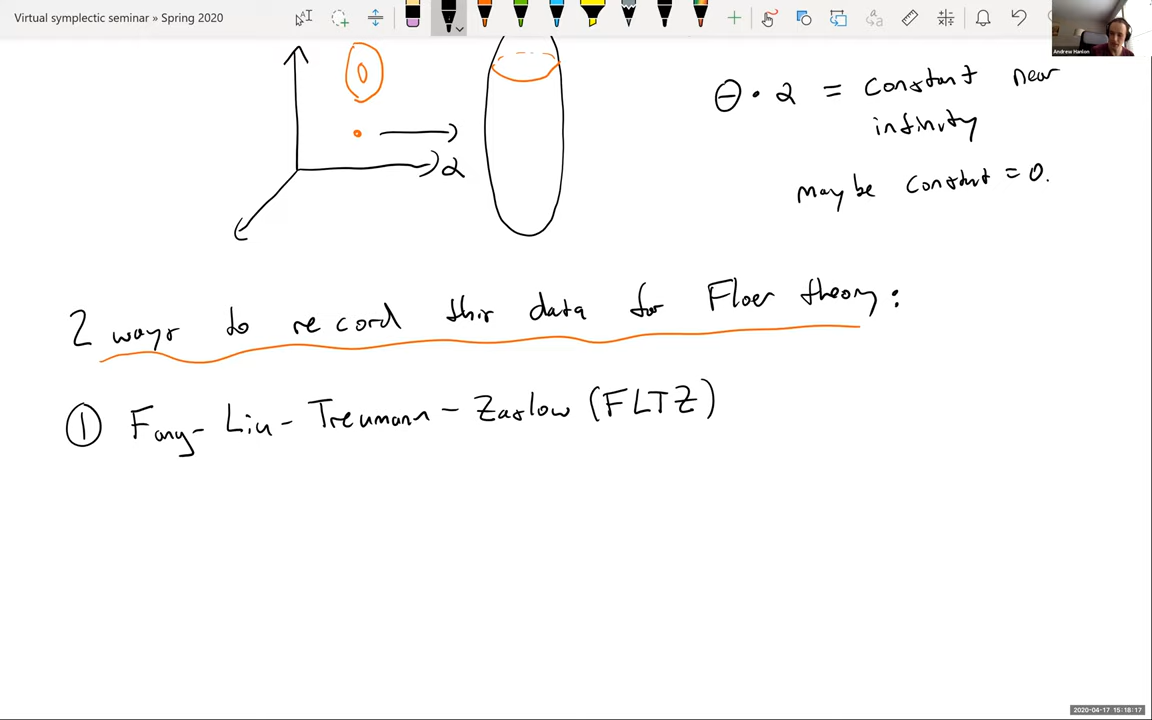 Virtual symplectic seminar » Spring 2020
Andrew Hanlon
0
Θ · α = constant near
infinity
α
maybe constant = 0.
2 ways to record this data for Floer theory:
① Fang-Liu-Treumann-Zaslow (FLTZ)
2020-04-17 15:18:17